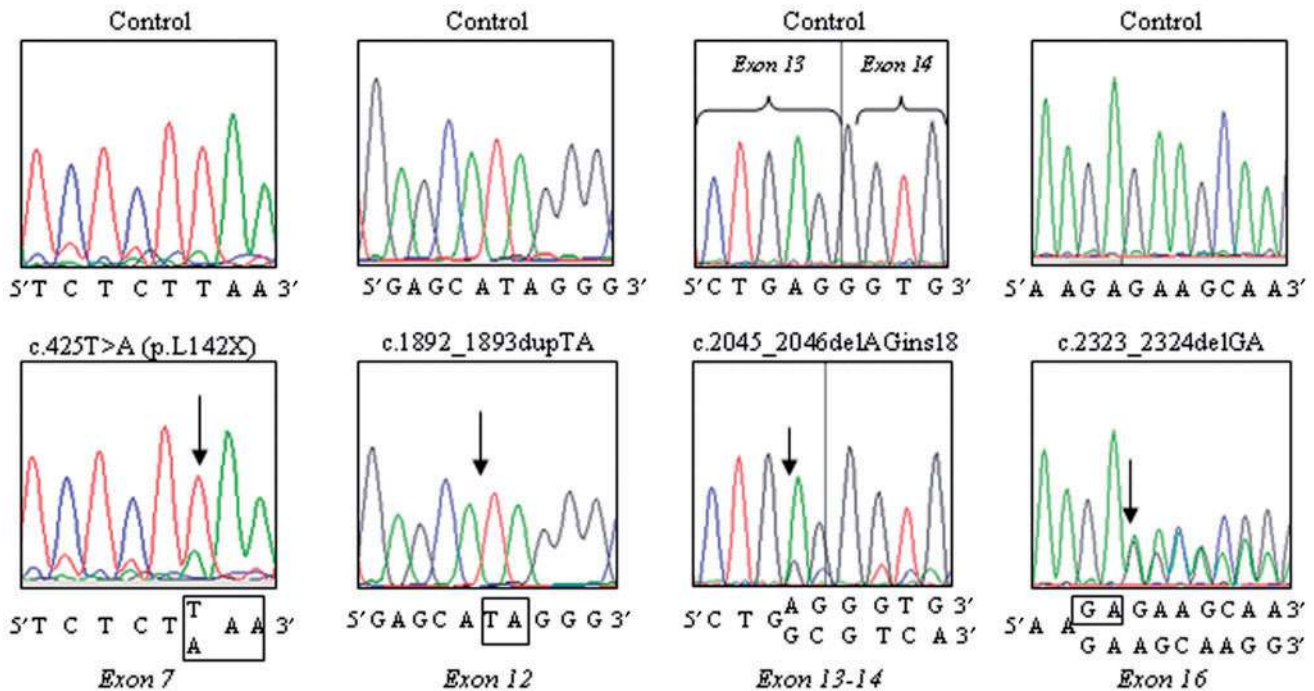 Control Control Control Control
Exon 13 Exon 14
5′T C T C T T A A 3′ 5′G A G C A T A G G G 3′ 5′C T G A G G G T G 3′ 5′A A G A G A A G C A A 3′
c.425T>A (p.L142X) c.1892_1893dupTA c.2045_2046delAGins18 c.2323_2324delGA
5′T C T C T T A A 3′ 5′G A G C A T A G G G 3′ 5′C T G A G G G T G 3′ 5′A A G A G A A G C A A 3′
A G C G T C A 3′ G A A G C A A G G 3′
Exon 7 Exon 12 Exon 13-14 Exon 16